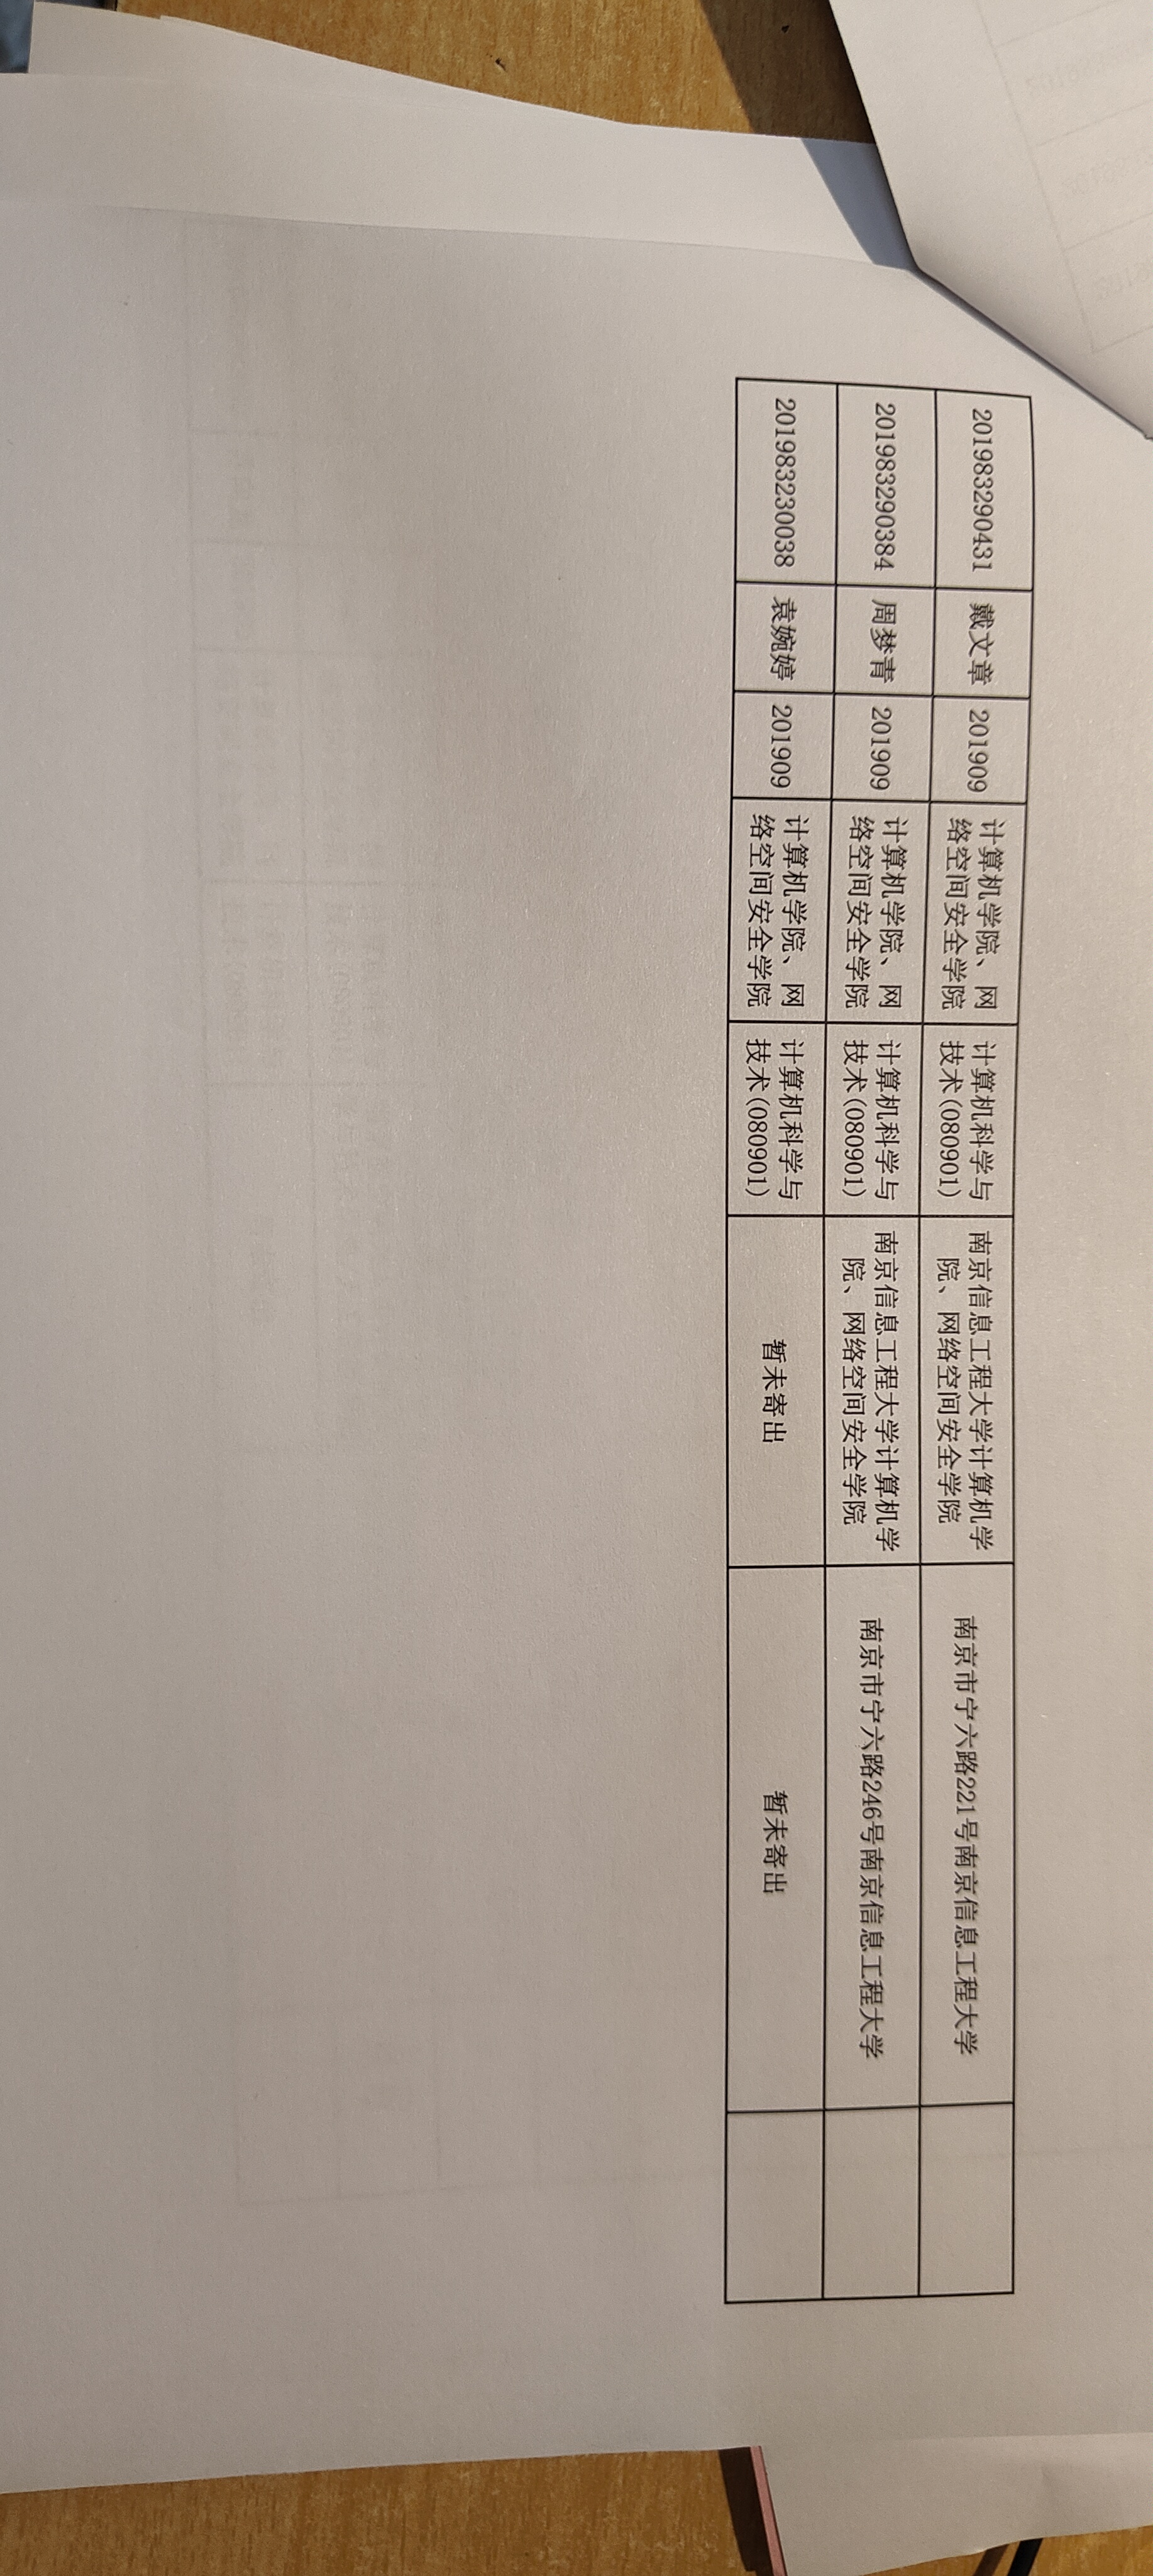 201983290431 戴文章 201909 计算机学院、网络空间安全学院 计算机科学与技术(080901) 南京信息工程大学计算机学院、网络空间安全学院 南京市宁六路221号南京信息工程大学
201983290384 周梦青 201909 计算机学院、网络空间安全学院 计算机科学与技术(080901) 南京信息工程大学计算机学院、网络空间安全学院 南京市宁六路246号南京信息工程大学
201983230038 袁婉婷 201909 计算机学院、网络空间安全学院 计算机科学与技术(080901) 暂未寄出 暂未寄出